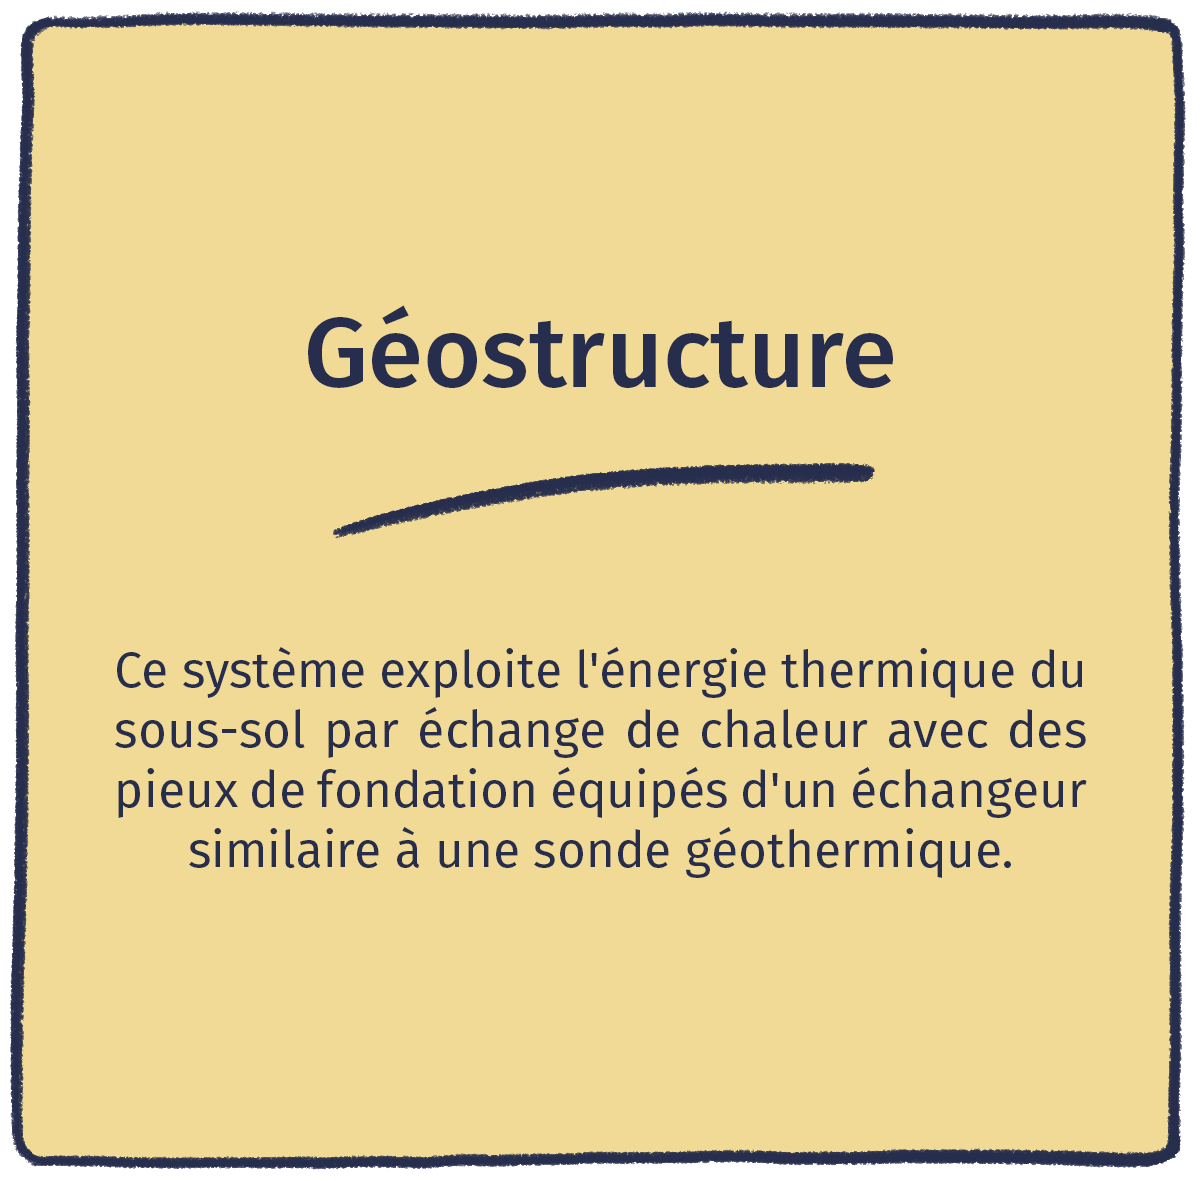 Géostructure
Ce système exploite l'énergie thermique du
sous-sol par échange de chaleur avec des
pieux de fondation équipés d'un échangeur
similaire à une sonde géothermique.